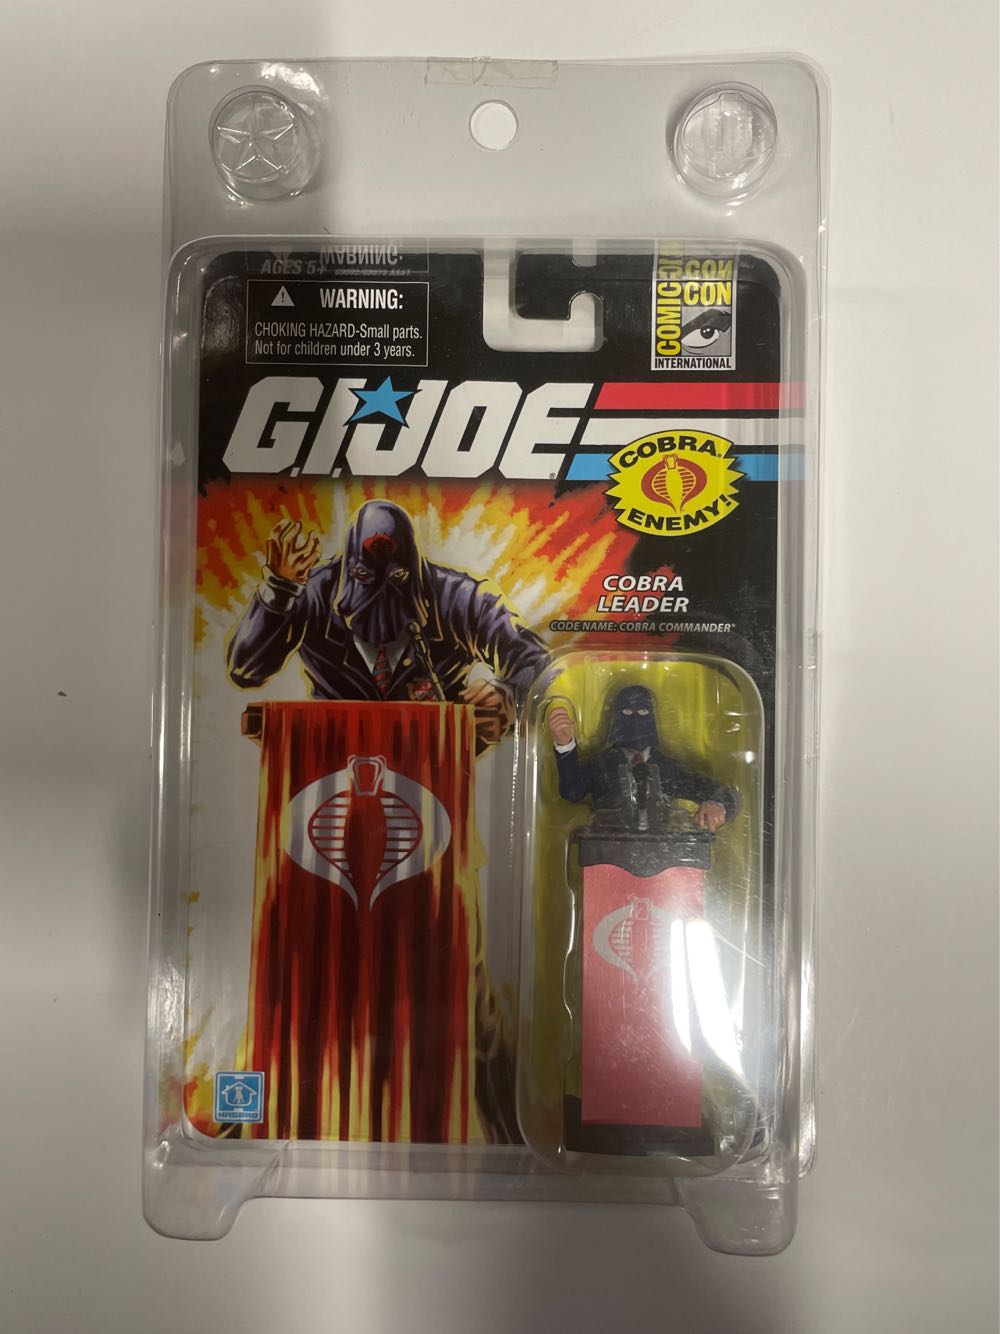 AGES 5+
WARNING:
WARNING:
CHOKING HAZARD-Small parts.
Not for children under 3 years.
COMIC CON
INTERNATIONAL
G.I. JOE®
COBRA
ENEMY!
COBRA
LEADER
CODE NAME: COBRA COMMANDER®
HASBRO